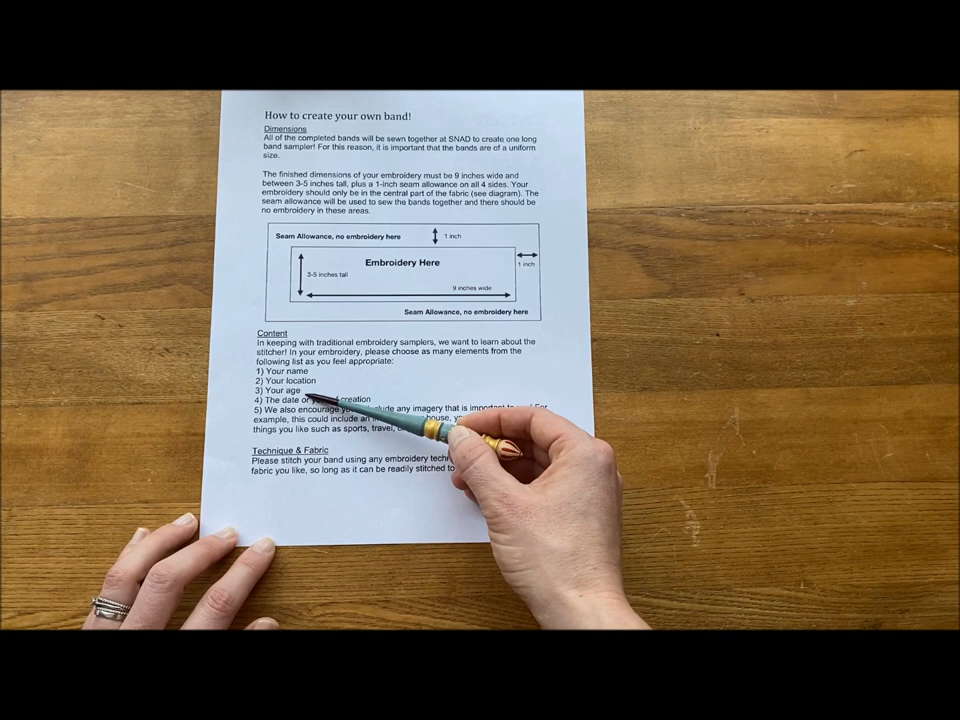 How to create your own band!
Dimensions
All of the completed bands will be sewn together at SNAD to create one long
band sampler! For this reason, it is important that the bands are of a uniform
size.
The finished dimensions of your embroidery must be 9 inches wide and
between 3-5 inches tall, plus a 1-inch seam allowance on all 4 sides. Your
embroidery should only be in the central part of the fabric (see diagram). The
seam allowance will be used to sew the bands together and there should be
no embroidery in these areas.
Seam Allowance, no embroidery here
1 inch
Embroidery Here
1 inch
3-5 inches tall
9 inches wide
Seam Allowance, no embroidery here
Content
In keeping with traditional embroidery samplers, we want to learn about the
stitcher! In your embroidery, please choose as many elements from the
following list as you feel appropriate:
1) Your name
2) Your location
3) Your age
4) The date or of creation
5) We also encourage include any imagery that is For
example, this could include an house,
things you like such as sports, travel,
Technique & Fabric
Please stitch your band using any embroidery
fabric you like, so long as it can be readily stitched to